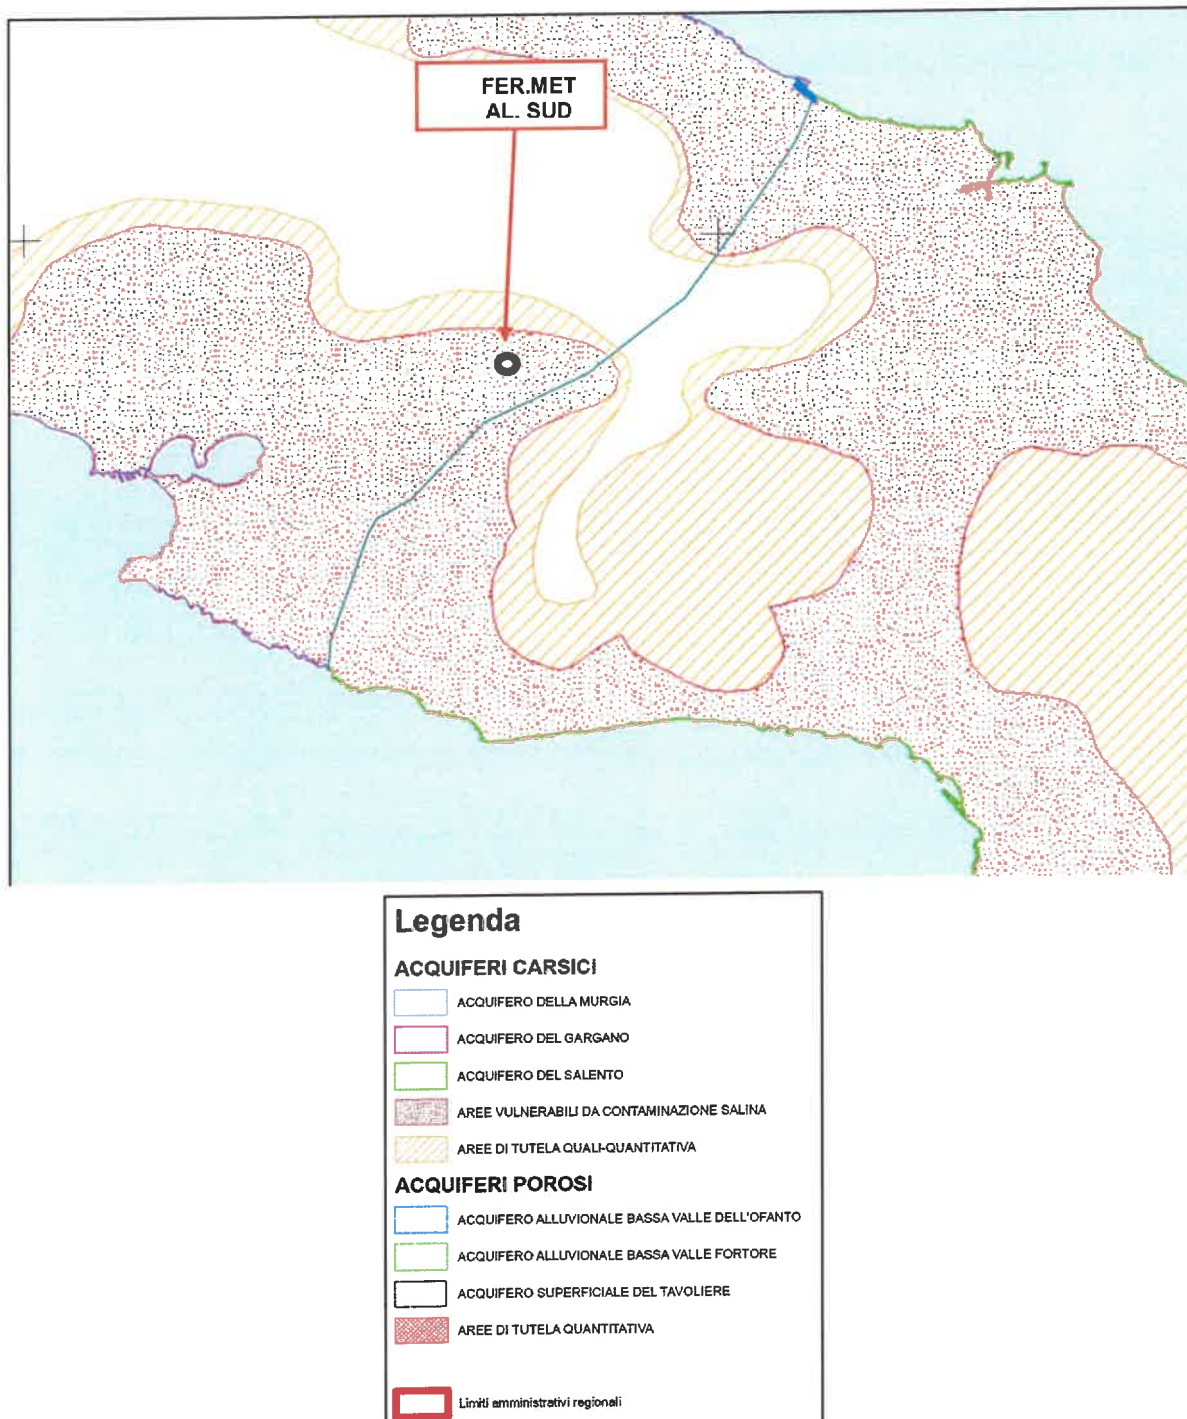 FER.MET
AL. SUD
Legenda
ACQUIFERI CARSICI
ACQUIFERO DELLA MURGIA
ACQUIFERO DEL GARGANO
ACQUIFERO DEL SALENTO
AREE VULNERABILI DA CONTAMINAZIONE SALINA
AREE DI TUTELA QUALI-QUANTITATIVA
ACQUIFERI POROSI
ACQUIFERO ALLUVIONALE BASSA VALLE DELL'OFANTO
ACQUIFERO ALLUVIONALE BASSA VALLE FORTORE
ACQUIFERO SUPERFICIALE DEL TAVOLIERE
AREE DI TUTELA QUANTITATIVA
Limiti amministrativi regionali